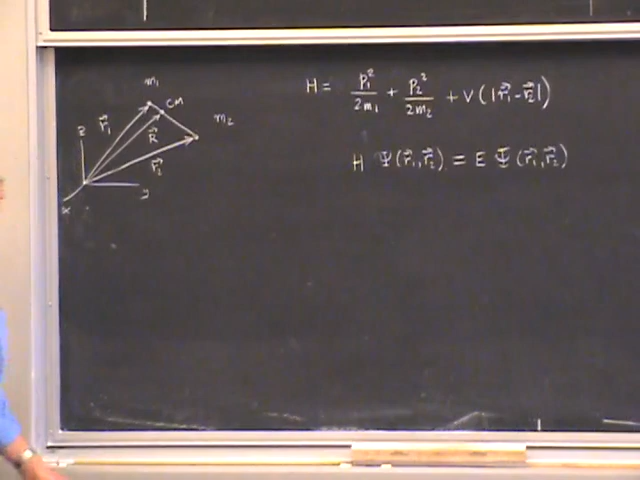 m₁
CM
m₂
r⃗₁
R⃗
r⃗₂
z
y
x
H = p₁²/2m₁ + p₂²/2m₂ + V(|r⃗₁ - r⃗₂|)
H Ψ(r⃗₁,r⃗₂) = E Ψ(r⃗₁,r⃗₂)